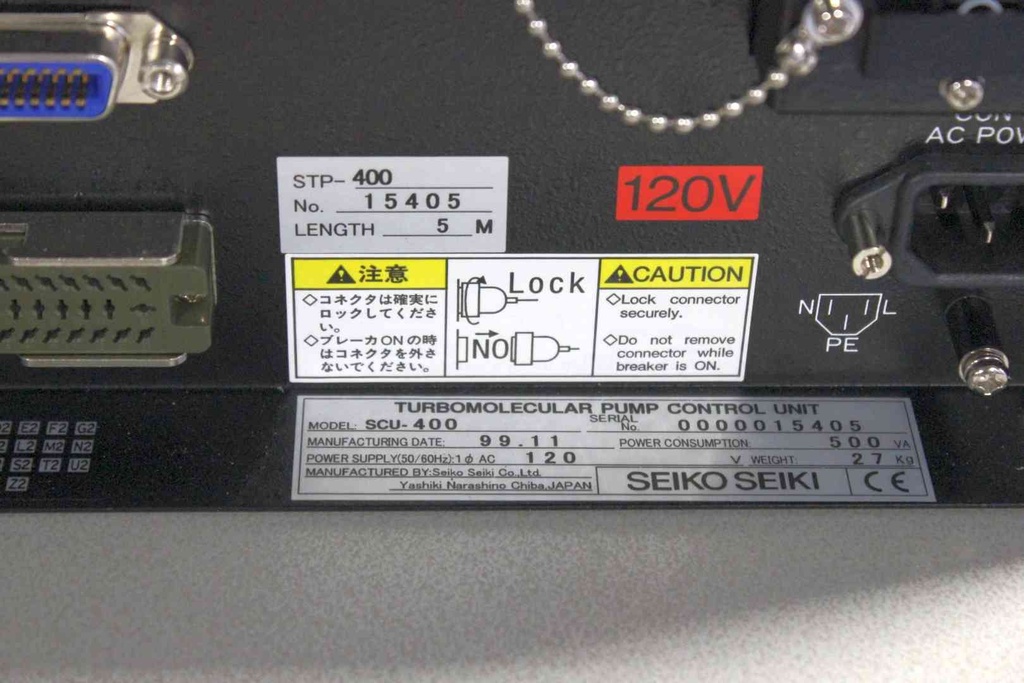 AC
STP-400
No. 15405
LENGTH 5 M
120V
注意
◇コネクタは確実に
ロックしてくださ
い。
◇ブレーカONの時
はコネクタを外さ
ないでください。
Lock
NO
CAUTION
◇Lock connector
securely.
◇Do not remove
connector while
breaker is ON.
N L
PE
E2 F2 G2
L2 M2 N2
S2 T2 U2
Z2
TURBOMOLECULAR PUMP CONTROL UNIT
MODEL: SCU-400 SERIAL No. 0000015405
MANUFACTURING DATE: 99.11 POWER CONSUMPTION: 500 VA
POWER SUPPLY(50/60Hz):1φ AC 120 V WEIGHT: 27 Kg
MANUFACTURED BY:Seiko Seiki Co.,Ltd.
Yashiki Narashino Chiba,JAPAN
SEIKO SEIKI CE